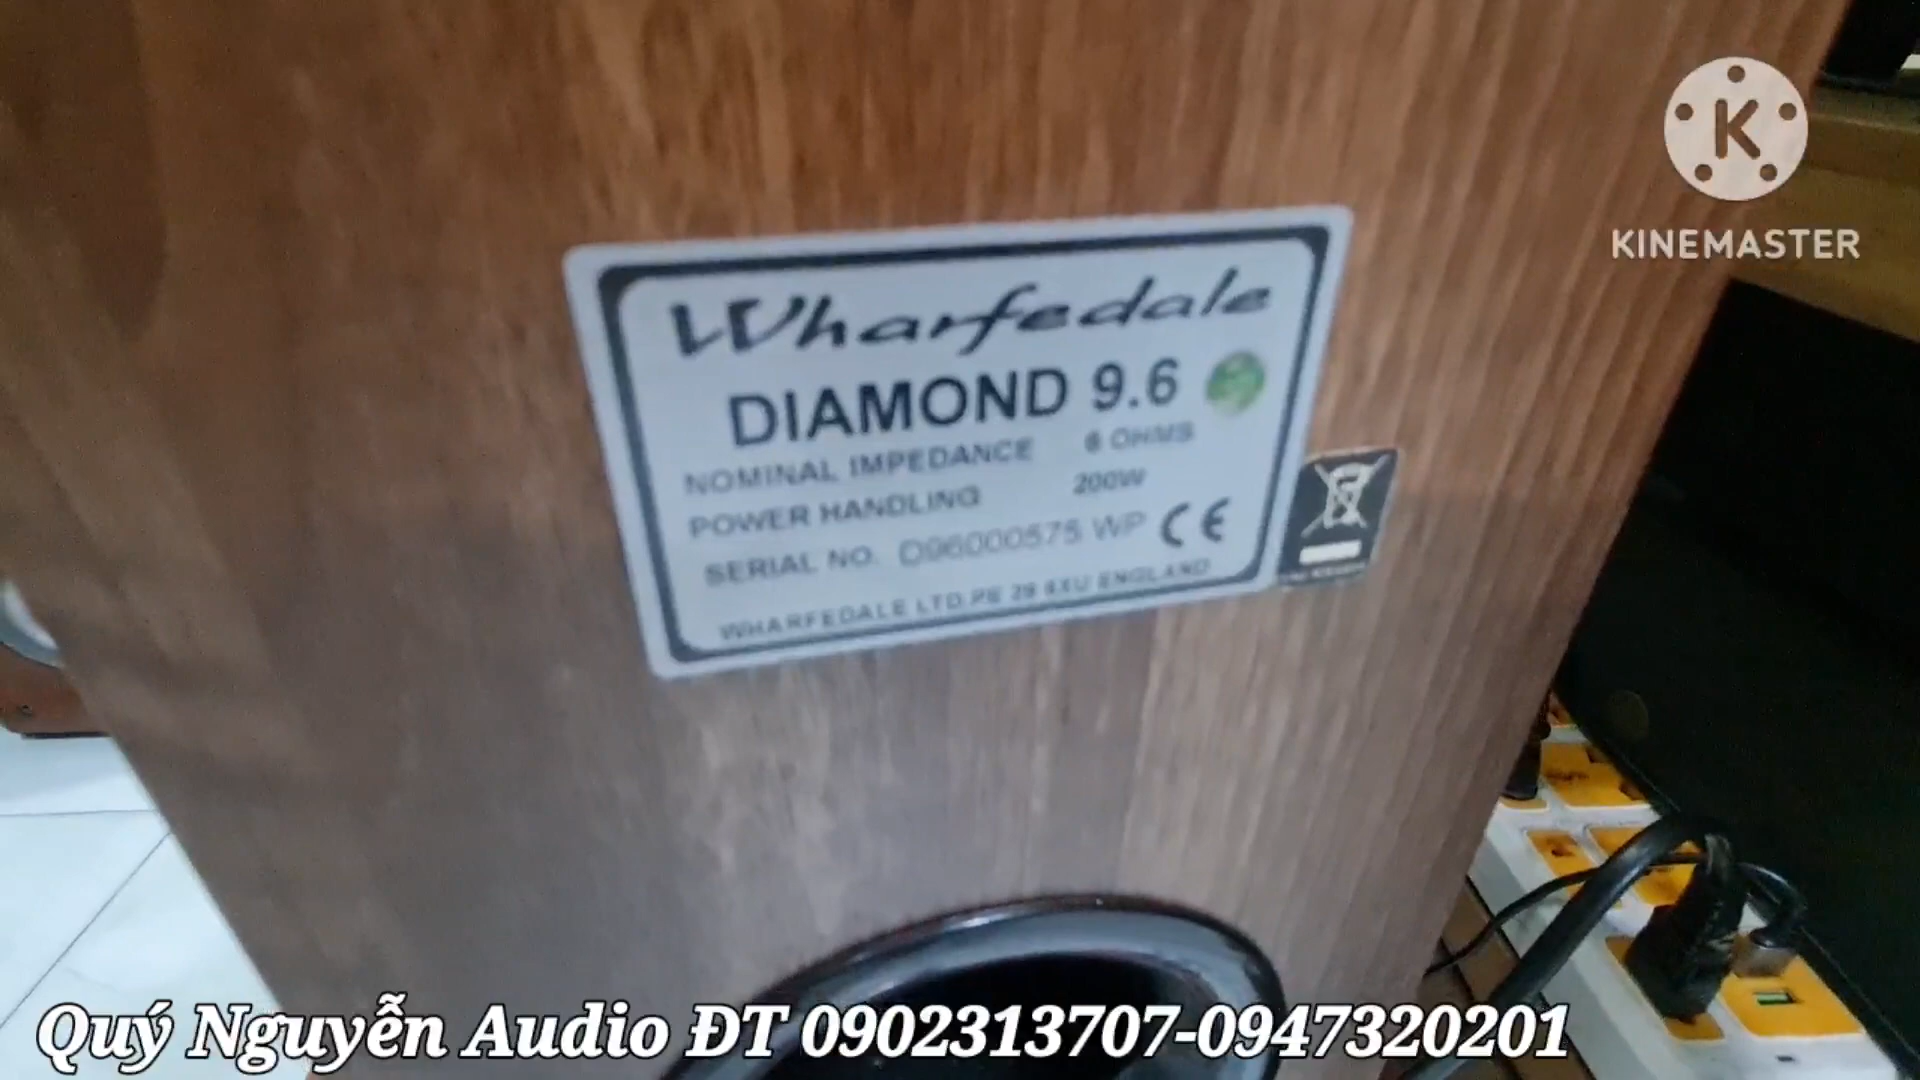 KINEMASTER
Wharfedale
DIAMOND 9.6
NOMINAL IMPEDANCE 6 OHMS
POWER HANDLING 200W
SERIAL NO. D96000575 WP CE
WHARFEDALE LTD.PE 29 6XU ENGLAND
Quý Nguyễn Audio ĐT 0902313707-0947320201